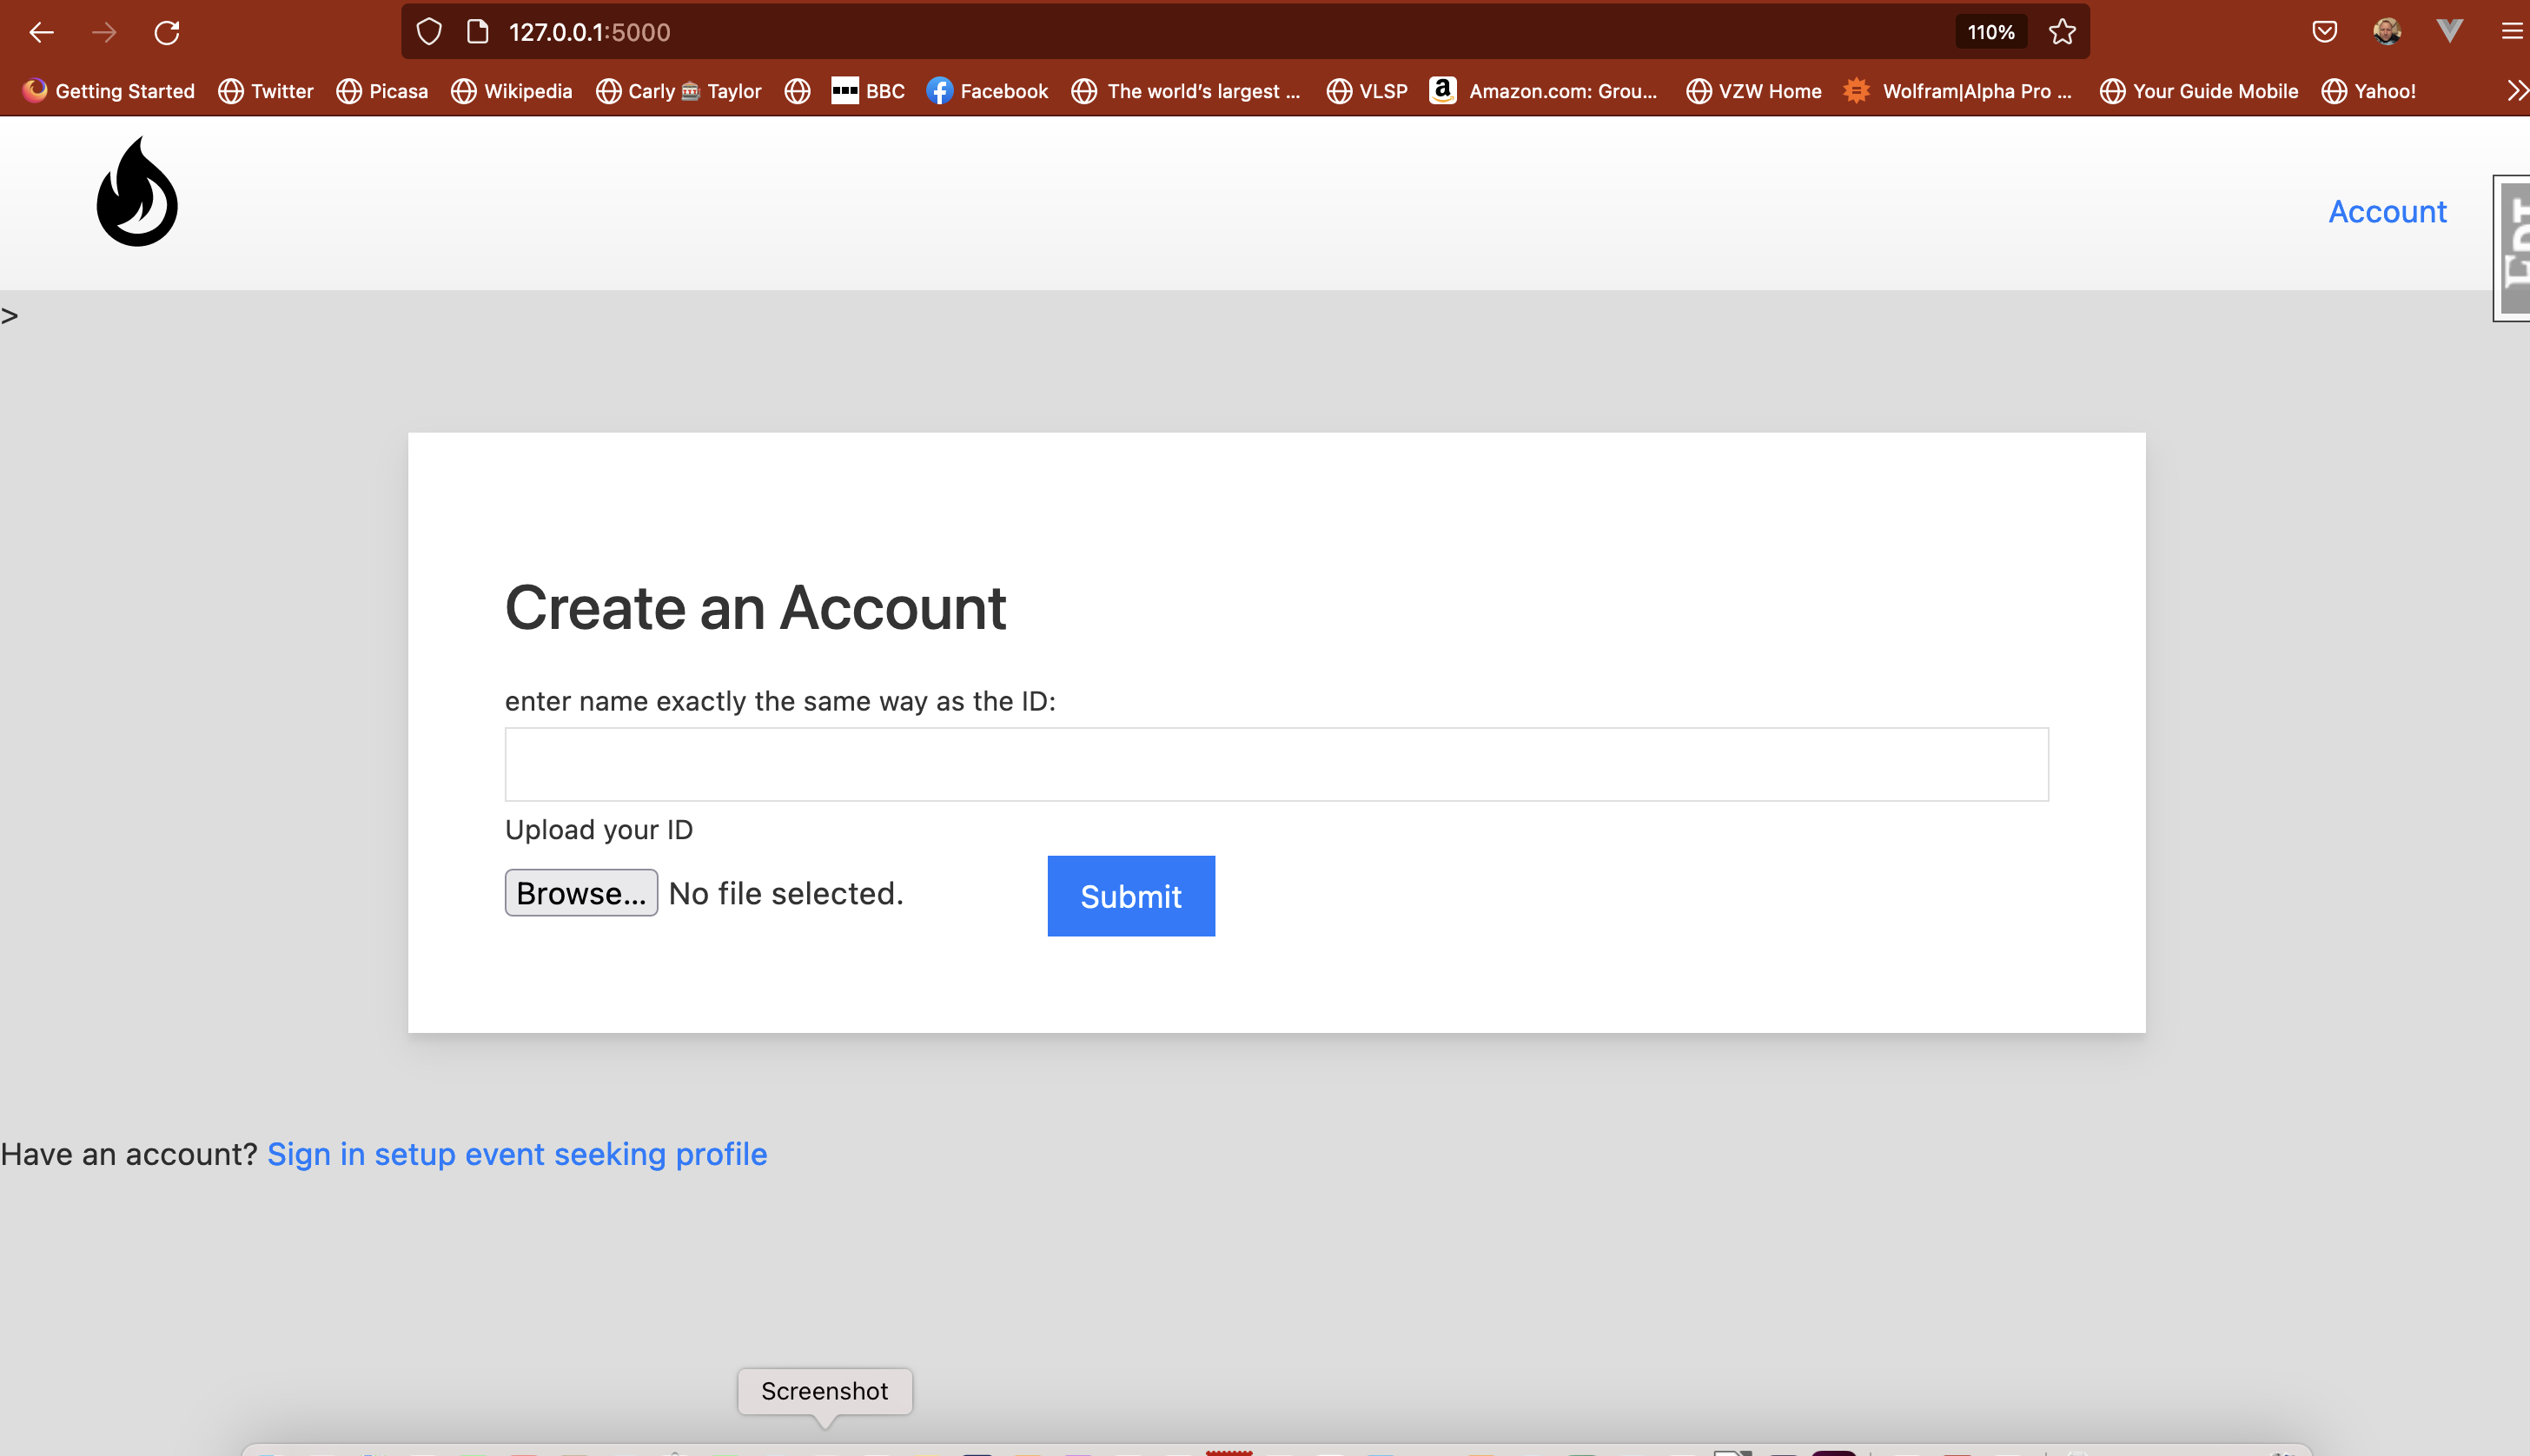 127.0.0.1:5000 110%
Getting Started Twitter Picasa Wikipedia Carly Taylor BBC Facebook The world's largest ... VLSP Amazon.com: Grou... VZW Home Wolfram|Alpha Pro ... Your Guide Mobile Yahoo!
Account
EDT
>
Create an Account
enter name exactly the same way as the ID:
Upload your ID
Browse... No file selected. Submit
Have an account? Sign in setup event seeking profile
Screenshot